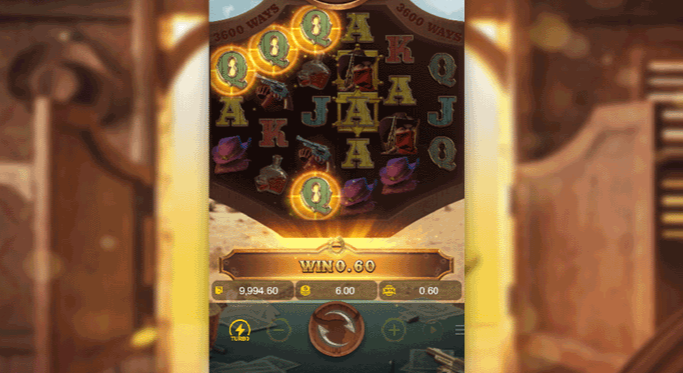 3600 WAYS
3600 WAYS
Q A
Q K
Q Q
A J A A J
K A Q
Q
WIN 0.60
9,994.60 6.00 0.60
TURBO